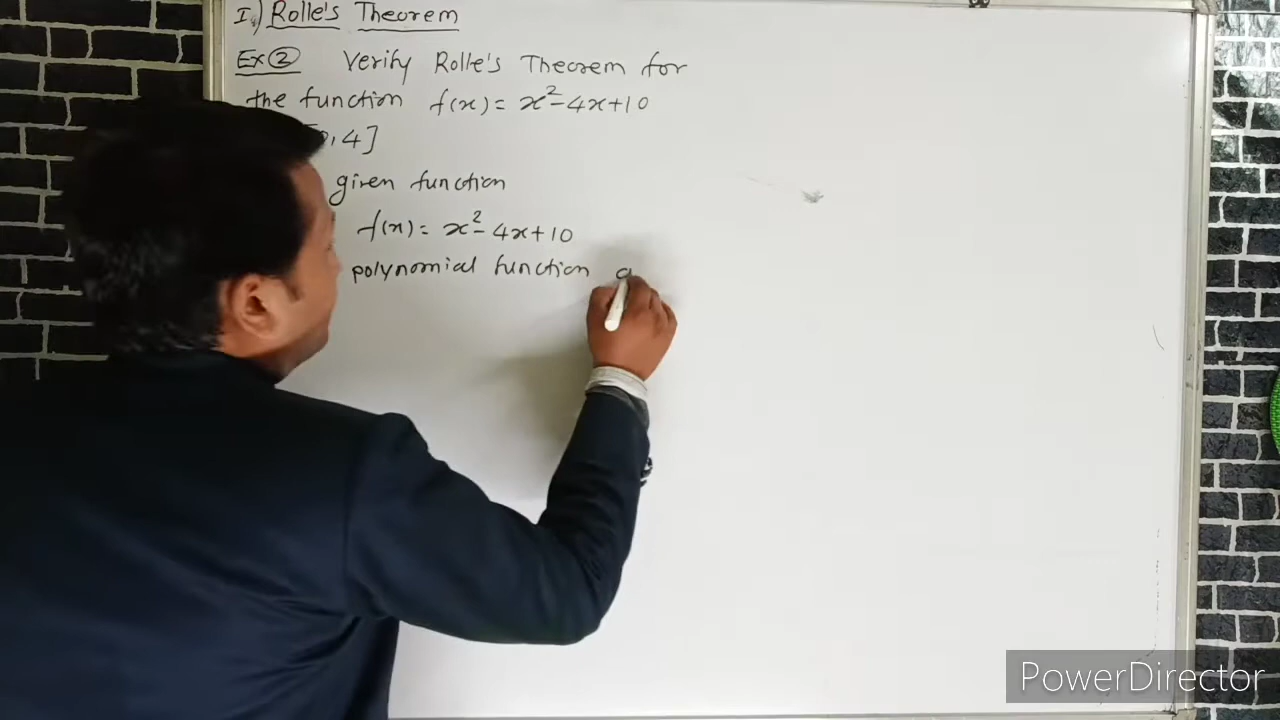 I.) Rolle's Theorem
Ex② Verify Rolle's Theorem for
the function f(x) = x²-4x+10
, 4]
given function
f(x) = x²-4x+10
polynomial function
PowerDirector